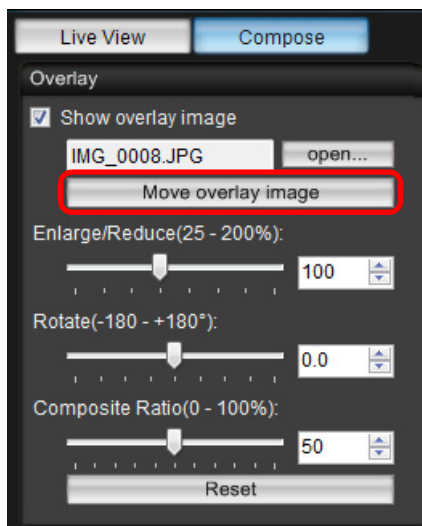 Live View Compose
Overlay
Show overlay image
IMG_0008.JPG open...
Move overlay image
Enlarge/Reduce(25 - 200%):
100
Rotate(-180 - +180°):
0.0
Composite Ratio(0 - 100%):
50
Reset